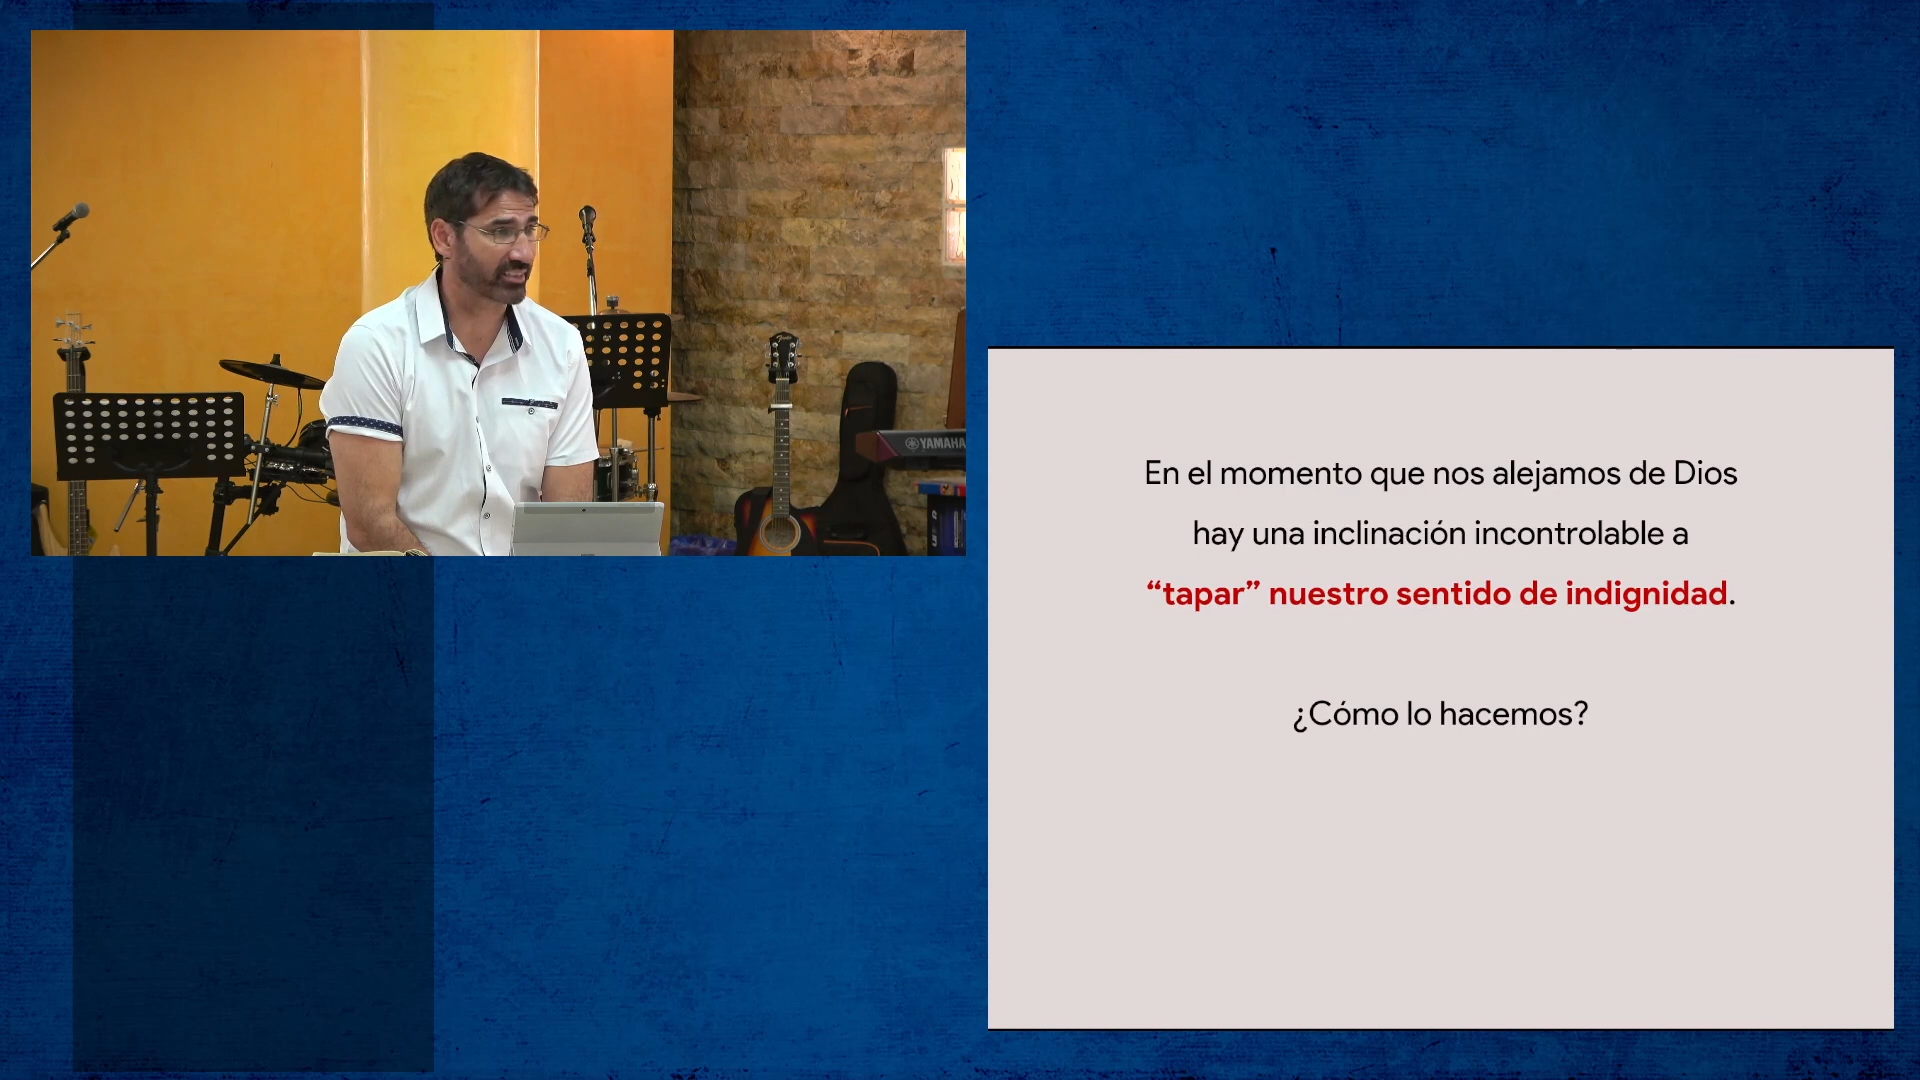 YAMAHA
En el momento que nos alejamos de Dios
hay una inclinación incontrolable a
“tapar” nuestro sentido de indignidad.
¿Cómo lo hacemos?